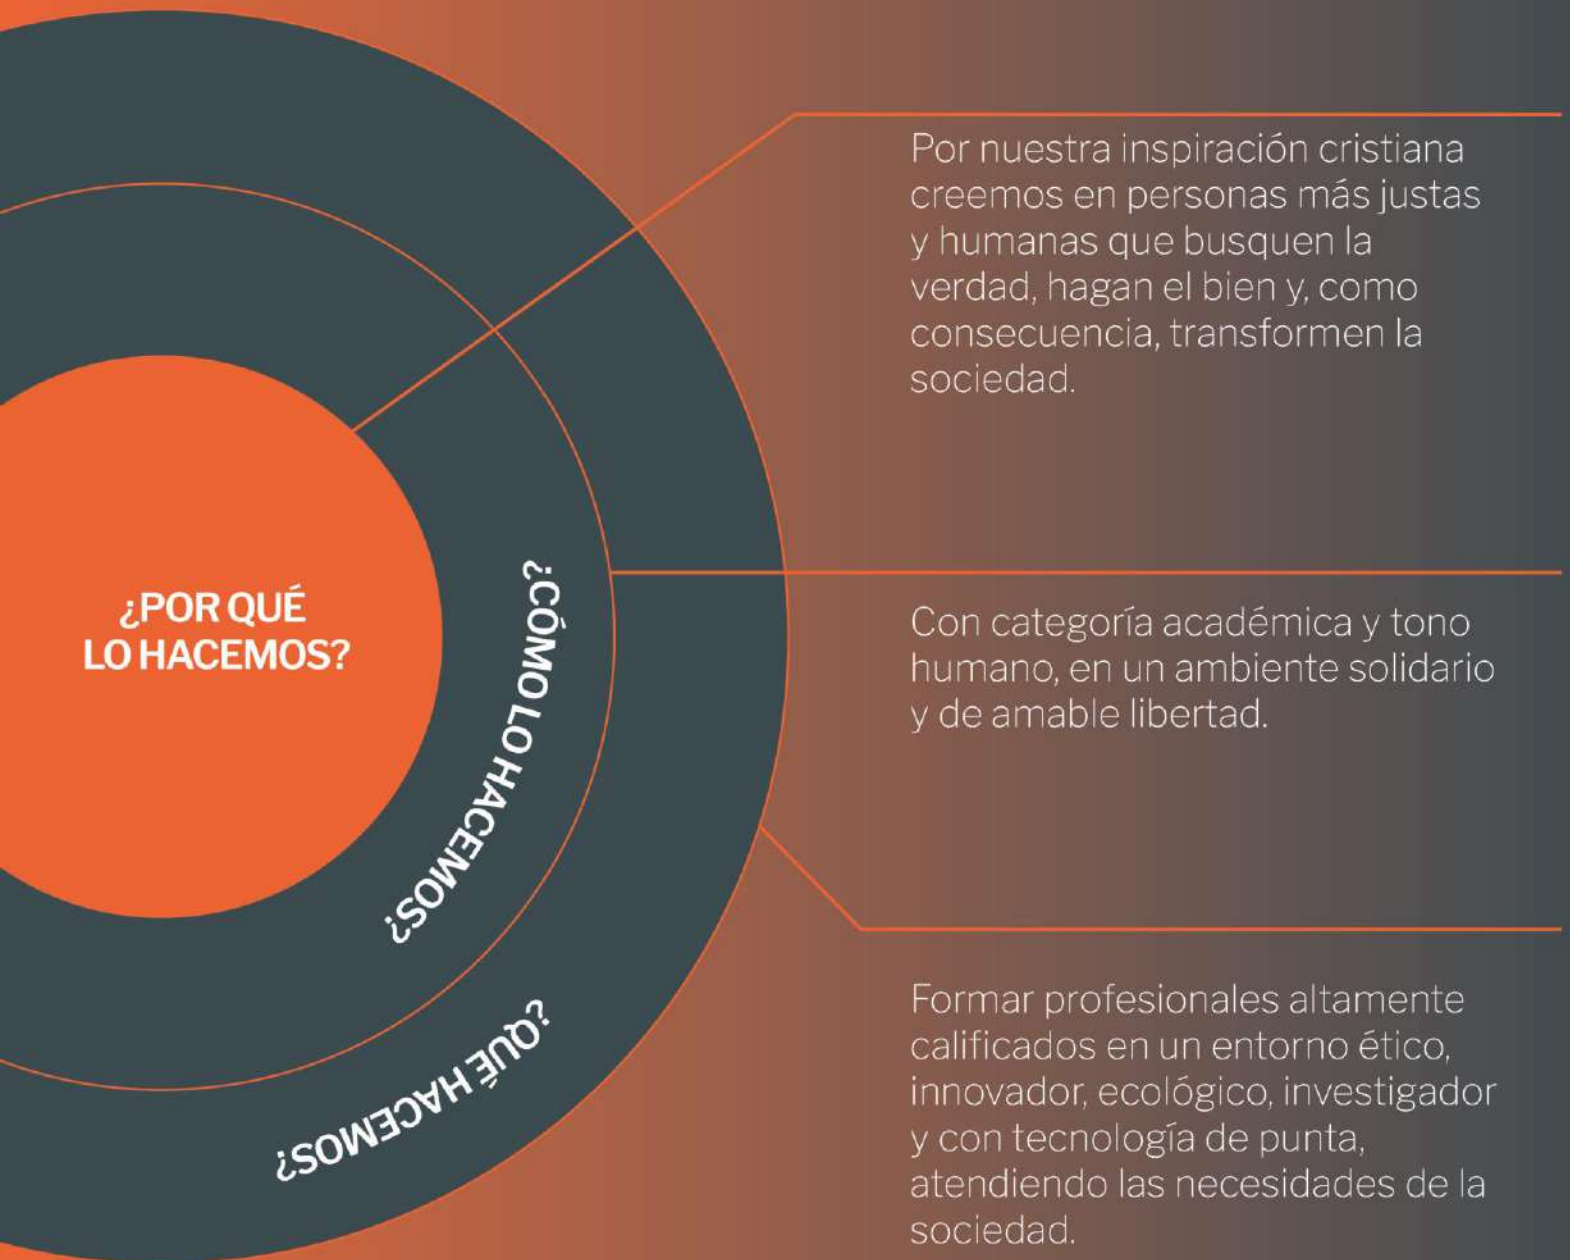 ¿POR QUÉ
LO HACEMOS?
¿CÓMO LO HACEMOS?
¿QUÉ HACEMOS?
Por nuestra inspiración cristiana
creemos en personas más justas
y humanas que busquen la
verdad, hagan el bien y, como
consecuencia, transformen la
sociedad.
Con categoría académica y tono
humano, en un ambiente solidario
y de amable libertad.
Formar profesionales altamente
calificados en un entorno ético,
innovador, ecológico, investigador
y con tecnología de punta,
atendiendo las necesidades de la
sociedad.